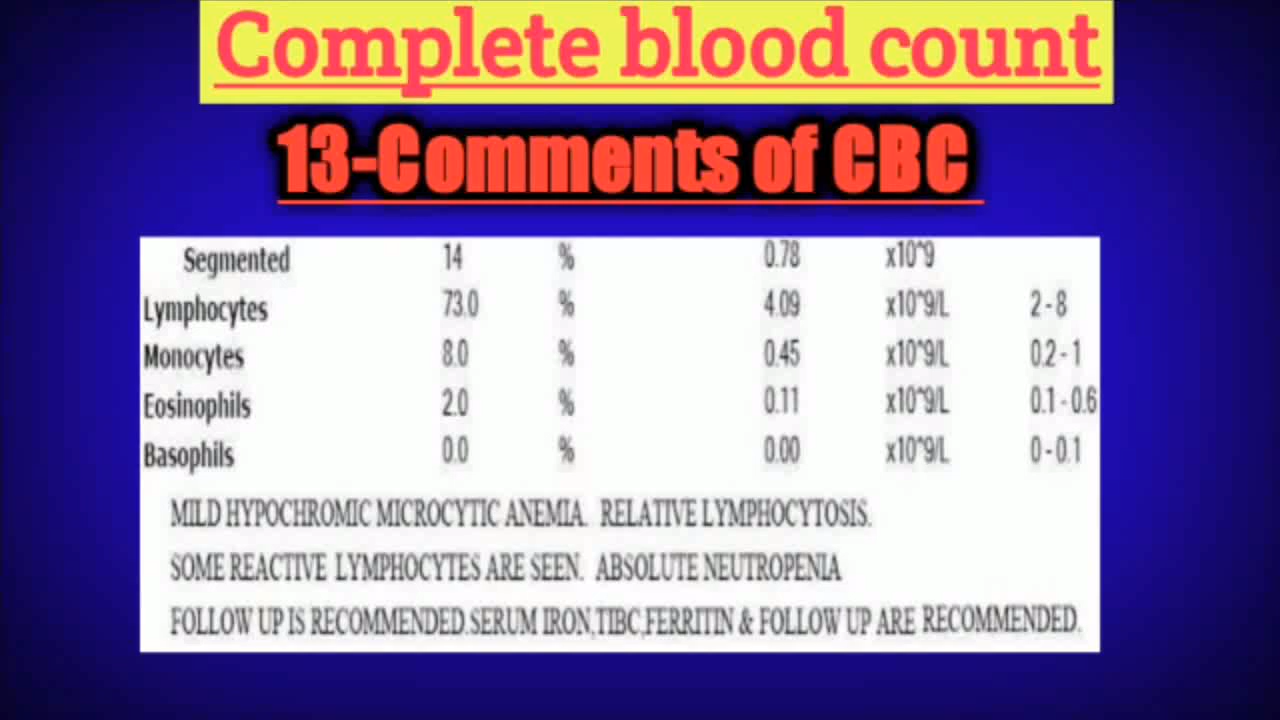 Complete blood count
13-Comments of CBC
Segmented 14 % 0.78 x10^9
Lymphocytes 73.0 % 4.09 x10^9/L 2 - 8
Monocytes 8.0 % 0.45 x10^9/L 0.2 - 1
Eosinophils 2.0 % 0.11 x10^9/L 0.1 - 0.6
Basophils 0.0 % 0.00 x10^9/L 0 - 0.1
MILD HYPOCHROMIC MICROCYTIC ANEMIA. RELATIVE LYMPHOCYTOSIS.
SOME REACTIVE LYMPHOCYTES ARE SEEN. ABSOLUTE NEUTROPENIA
FOLLOW UP IS RECOMMENDED.SERUM IRON,TIBC,FERRITIN & FOLLOW UP ARE RECOMMENDED.